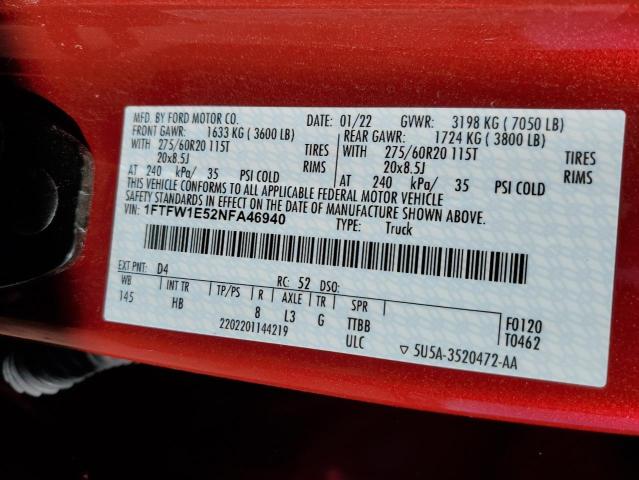 MFD. BY FORD MOTOR CO. DATE: 01/22 GVWR: 3198 KG ( 7050 LB)
FRONT GAWR: 1633 KG ( 3600 LB) REAR GAWR: 1724 KG ( 3800 LB)
WITH 275/60R20 115T TIRES WITH 275/60R20 115T TIRES
20x8.5J RIMS 20x8.5J RIMS
AT 240 kPa/ 35 PSI COLD AT 240 kPa/ 35 PSI COLD
THIS VEHICLE CONFORMS TO ALL APPLICABLE FEDERAL MOTOR VEHICLE
SAFETY STANDARDS IN EFFECT ON THE DATE OF MANUFACTURE SHOWN ABOVE.
VIN: 1FTFW1E52NFA46940 TYPE: Truck
EXT PNT: D4 RC: 52 DSO:
WB INT TR TP/PS R AXLE TR SPR
145 HB 8 L3 G TTBB F0120
2202201144219 ULC T0462
▽ 5U5A-3520472-AA